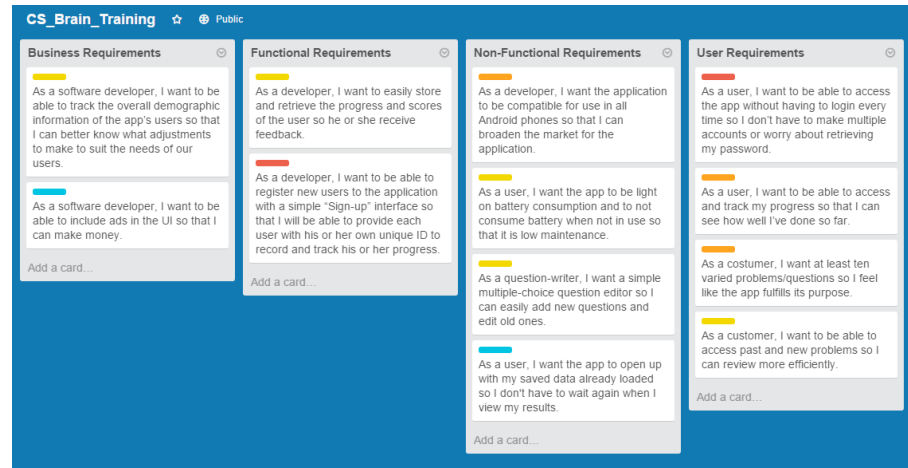 CS_Brain_Training ☆ Public
Business Requirements
As a software developer, I want to be
able to track the overall demographic
information of the app's users so that
I can better know what adjustments
to make to suit the needs of our
users.
As a software developer, I want to be
able to include ads in the UI so that I
can make money.
Add a card...
Functional Requirements
As a developer, I want to easily store
and retrieve the progress and scores
of the user so he or she receive
feedback.
As a developer, I want to be able to
register new users to the application
with a simple “Sign-up” interface so
that I will be able to provide each
user with his or her own unique ID to
record and track his or her progress.
Add a card...
Non-Functional Requirements
As a developer, I want the application
to be compatible for use in all
Android phones so that I can
broaden the market for the
application.
As a user, I want the app to be light
on battery consumption and to not
consume battery when not in use so
that it is low maintenance.
As a question-writer, I want a simple
multiple-choice question editor so I
can easily add new questions and
edit old ones.
As a user, I want the app to open up
with my saved data already loaded
so I don't have to wait again when I
view my results.
Add a card...
User Requirements
As a user, I want to be able to access
the app without having to login every
time so I don't have to make multiple
accounts or worry about retrieving
my password.
As a user, I want to be able to access
and track my progress so that I can
see how well I've done so far.
As a costumer, I want at least ten
varied problems/questions so I feel
like the app fulfills its purpose.
As a customer, I want to be able to
access past and new problems so I
can review more efficiently.
Add a card...